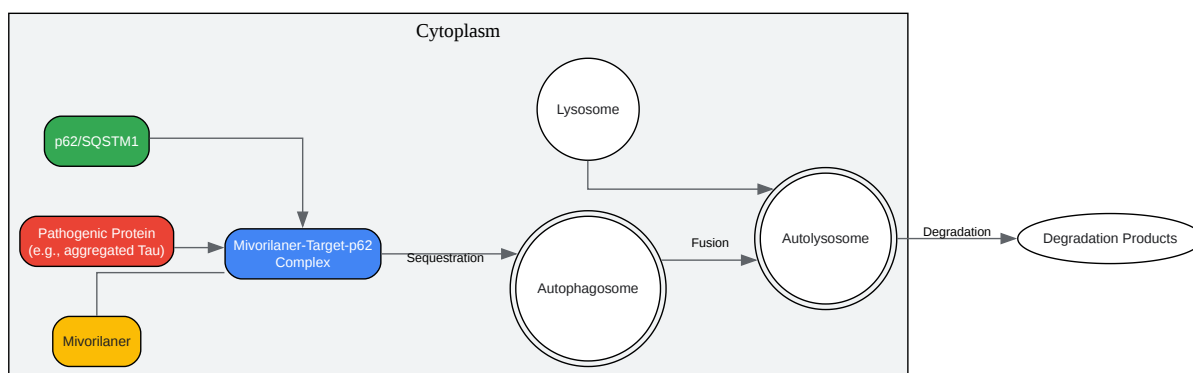 Cytoplasm
Lysosome
p62/SQSTM1
Pathogenic Protein
(e.g., aggregated Tau)
Mivorilaner-Target-p62
Complex
Sequestration
Autophagosome
Fusion
Autolysosome
Degradation
Degradation Products
Mivorilaner